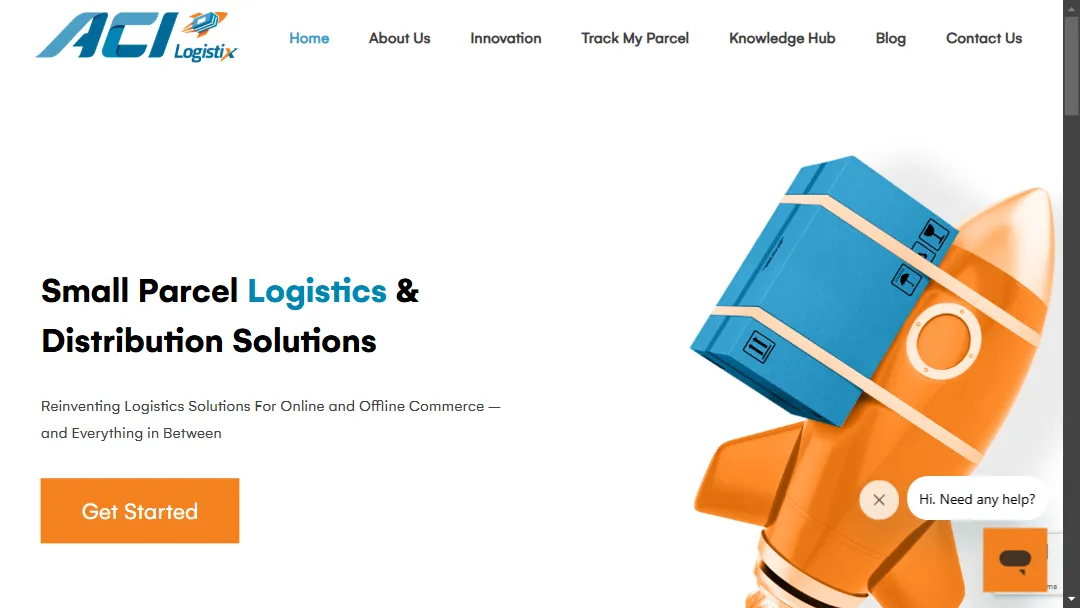 ACI Logistix
Home About Us Innovation Track My Parcel Knowledge Hub Blog Contact Us
Small Parcel Logistics &
Distribution Solutions
Reinventing Logistics Solutions For Online and Offline Commerce —
and Everything in Between
Get Started
Hi. Need any help?